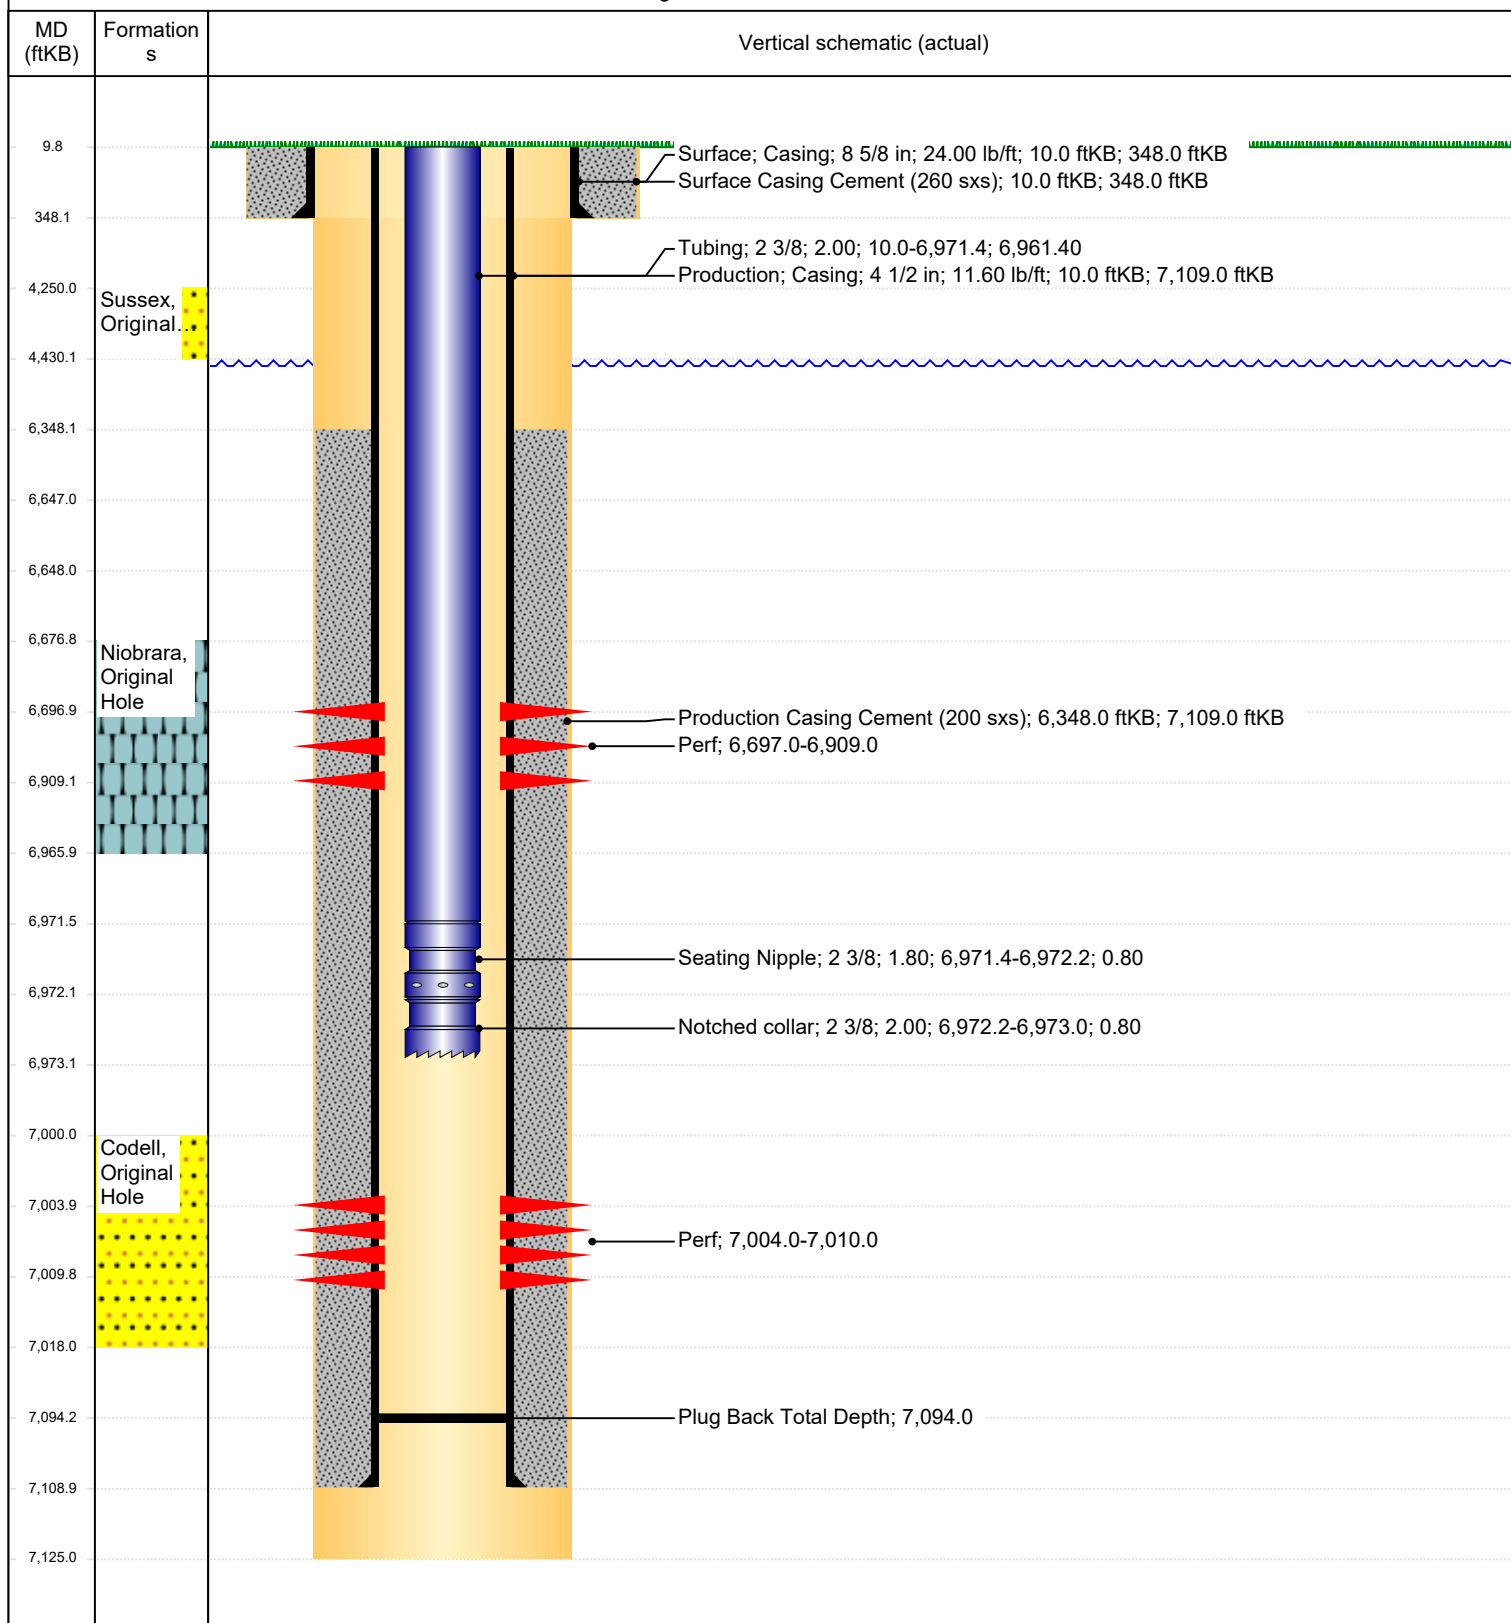 MD
(ftKB)
Formation
s
Vertical schematic (actual)
9.8
Surface; Casing; 8 5/8 in; 24.00 lb/ft; 10.0 ftKB; 348.0 ftKB
Surface Casing Cement (260 sxs); 10.0 ftKB; 348.0 ftKB
348.1
Tubing; 2 3/8; 2.00; 10.0-6,971.4; 6,961.40
Production; Casing; 4 1/2 in; 11.60 lb/ft; 10.0 ftKB; 7,109.0 ftKB
4,250.0
Sussex,
Original...
4,430.1
6,348.1
6,647.0
6,648.0
6,676.8
Niobrara,
Original
Hole
6,696.9
Production Casing Cement (200 sxs); 6,348.0 ftKB; 7,109.0 ftKB
Perf; 6,697.0-6,909.0
6,909.1
6,965.9
6,971.5
Seating Nipple; 2 3/8; 1.80; 6,971.4-6,972.2; 0.80
6,972.1
Notched collar; 2 3/8; 2.00; 6,972.2-6,973.0; 0.80
6,973.1
7,000.0
Codell,
Original
Hole
7,003.9
Perf; 7,004.0-7,010.0
7,009.8
7,018.0
7,094.2
Plug Back Total Depth; 7,094.0
7,108.9
7,125.0